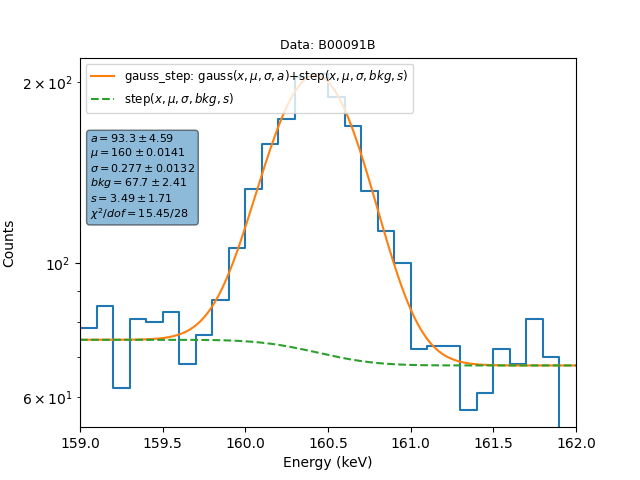 Data: B00091B
gauss_step: gauss(x, μ, σ, a)+step(x, μ, σ, bkg, s)
step(x, μ, σ, bkg, s)
a = 93.3 ± 4.59
μ = 160 ± 0.0141
σ = 0.277 ± 0.0132
bkg = 67.7 ± 2.41
s = 3.49 ± 1.71
χ²/dof = 15.45/28
2 × 10²
10²
6 × 10¹
Counts
159.0 159.5 160.0 160.5 161.0 161.5 162.0
Energy (keV)